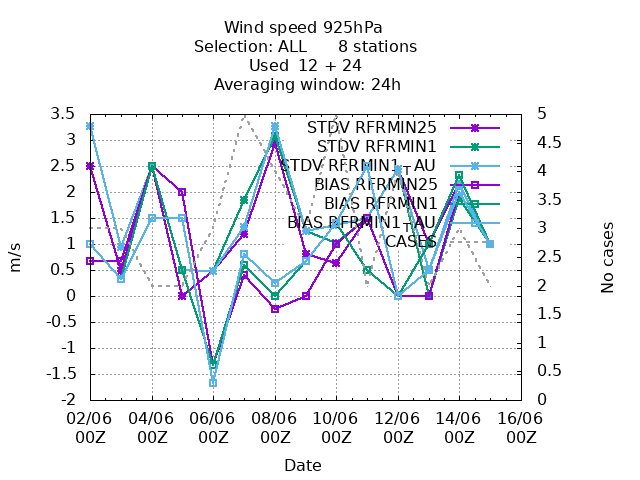 Wind speed 925hPa
Selection: ALL 8 stations
Used 12 + 24
Averaging window: 24h
3.5
3
2.5
2
1.5
1
0.5
0
-0.5
-1
-1.5
-2
m/s
5
4.5
4
3.5
3
2.5
2
1.5
1
0.5
0
No cases
STDV RFRMIN25
STDV RFRMIN1
STDV RFRMIN1_AU
BIAS RFRMIN25
BIAS RFRMIN1
BIAS RFRMIN1_AU
CASES
02/06 04/06 06/06 08/06 10/06 12/06 14/06 16/06
00Z 00Z 00Z 00Z 00Z 00Z 00Z 00Z
Date